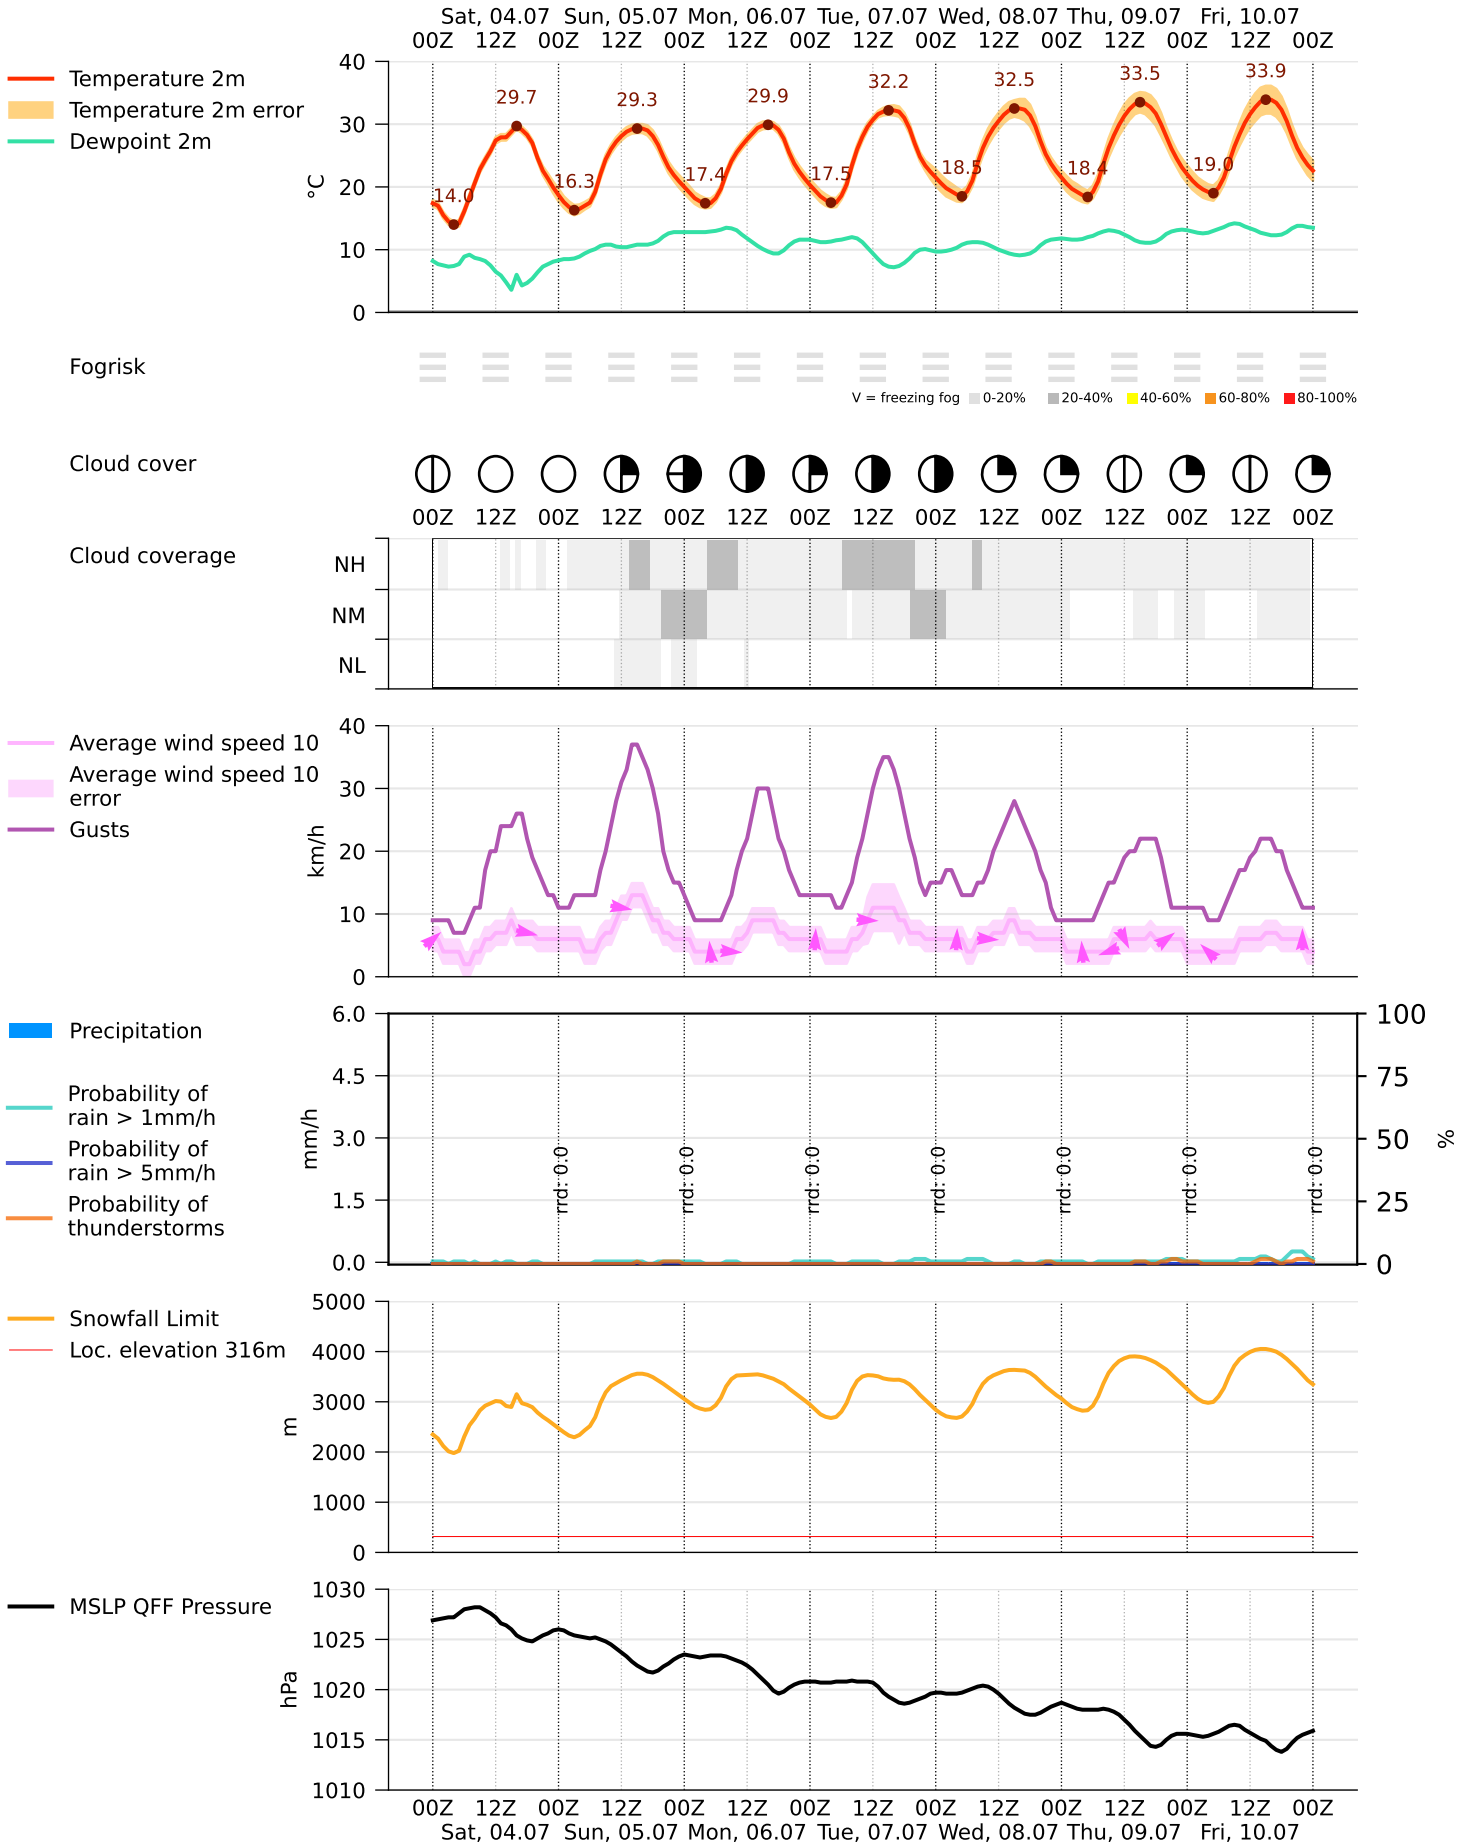 Sat, 04.07 Sun, 05.07 Mon, 06.07 Tue, 07.07 Wed, 08.07 Thu, 09.07 Fri, 10.07
00Z 12Z 00Z 12Z 00Z 12Z 00Z 12Z 00Z 12Z 00Z 12Z 00Z 12Z 00Z
Temperature 2m
Temperature 2m error
Dewpoint 2m
°C
40
30
20
10
0
29.7 29.3 29.9 32.2 32.5 33.5 33.9
14.0 16.3 17.4 17.5 18.5 18.4 19.0
Fogrisk
V = freezing fog 0-20% 20-40% 40-60% 60-80% 80-100%
Cloud cover
00Z 12Z 00Z 12Z 00Z 12Z 00Z 12Z 00Z 12Z 00Z 12Z 00Z 12Z 00Z
Cloud coverage
NH
NM
NL
Average wind speed 10
Average wind speed 10
error
Gusts
km/h
40
30
20
10
0
Precipitation
Probability of
rain > 1mm/h
Probability of
rain > 5mm/h
Probability of
thunderstorms
mm/h
6.0
4.5
3.0
1.5
0.0
rrd: 0.0 rrd: 0.0 rrd: 0.0 rrd: 0.0 rrd: 0.0 rrd: 0.0 rrd: 0.0
100
75
50
25
0
%
Snowfall Limit
Loc. elevation 316m
m
5000
4000
3000
2000
1000
0
MSLP QFF Pressure
hPa
1030
1025
1020
1015
1010
00Z 12Z 00Z 12Z 00Z 12Z 00Z 12Z 00Z 12Z 00Z 12Z 00Z 12Z 00Z
Sat, 04.07 Sun, 05.07 Mon, 06.07 Tue, 07.07 Wed, 08.07 Thu, 09.07 Fri, 10.07